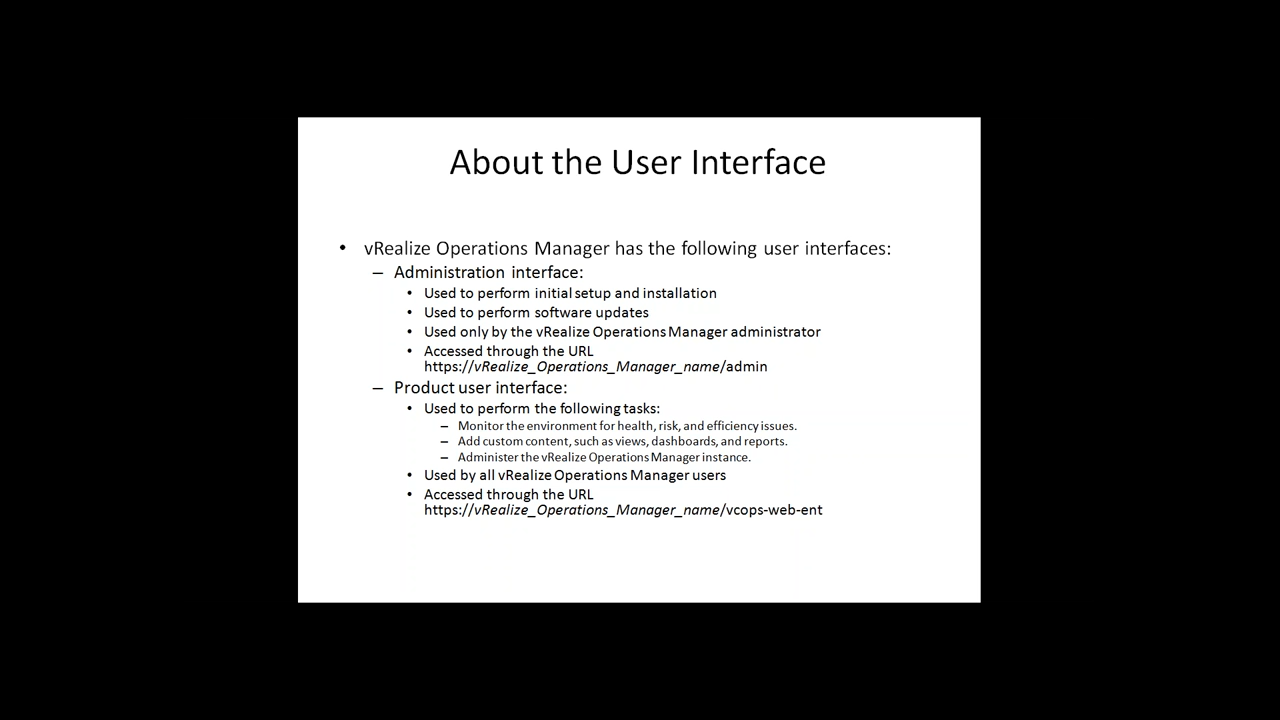 About the User Interface
• vRealize Operations Manager has the following user interfaces:
– Administration interface:
• Used to perform initial setup and installation
• Used to perform software updates
• Used only by the vRealize Operations Manager administrator
• Accessed through the URL
https://vRealize_Operations_Manager_name/admin
– Product user interface:
• Used to perform the following tasks:
– Monitor the environment for health, risk, and efficiency issues.
– Add custom content, such as views, dashboards, and reports.
– Administer the vRealize Operations Manager instance.
• Used by all vRealize Operations Manager users
• Accessed through the URL
https://vRealize_Operations_Manager_name/vcops-web-ent